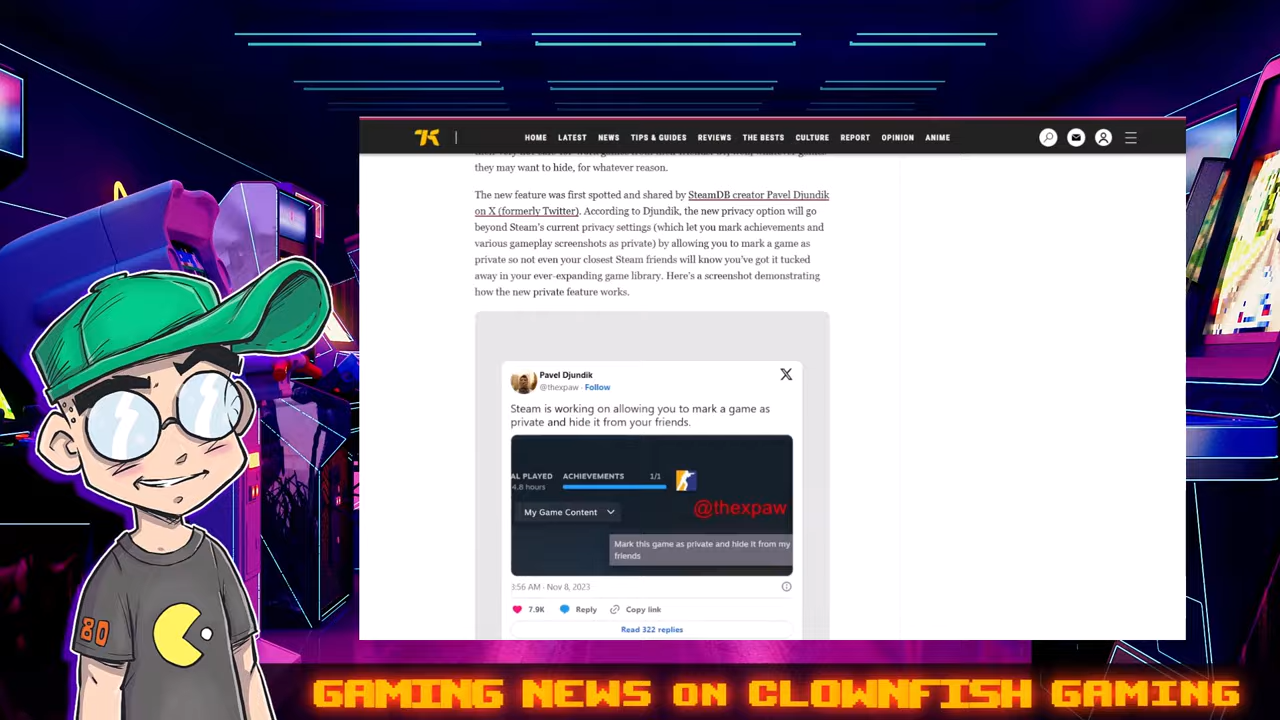 HOME LATEST NEWS TIPS & GUIDES REVIEWS THE BESTS CULTURE REPORT OPINION ANIME
they may want to hide, for whatever reason.
The new feature was first spotted and shared by SteamDB creator Pavel Djundik
on X (formerly Twitter). According to Djundik, the new privacy option will go
beyond Steam's current privacy settings (which let you mark achievements and
various gameplay screenshots as private) by allowing you to mark a game as
private so not even your closest Steam friends will know you've got it tucked
away in your ever-expanding game library. Here's a screenshot demonstrating
how the new private feature works.
Pavel Djundik
@thexpaw · Follow
Steam is working on allowing you to mark a game as
private and hide it from your friends.
AL PLAYED ACHIEVEMENTS 1/1
4.8 hours
@thexpaw
My Game Content
Mark this game as private and hide it from my
friends
3:56 AM · Nov 8, 2023
7.9K Reply Copy link
Read 322 replies
80
GAMING NEWS ON CLOWNFISH GAMING